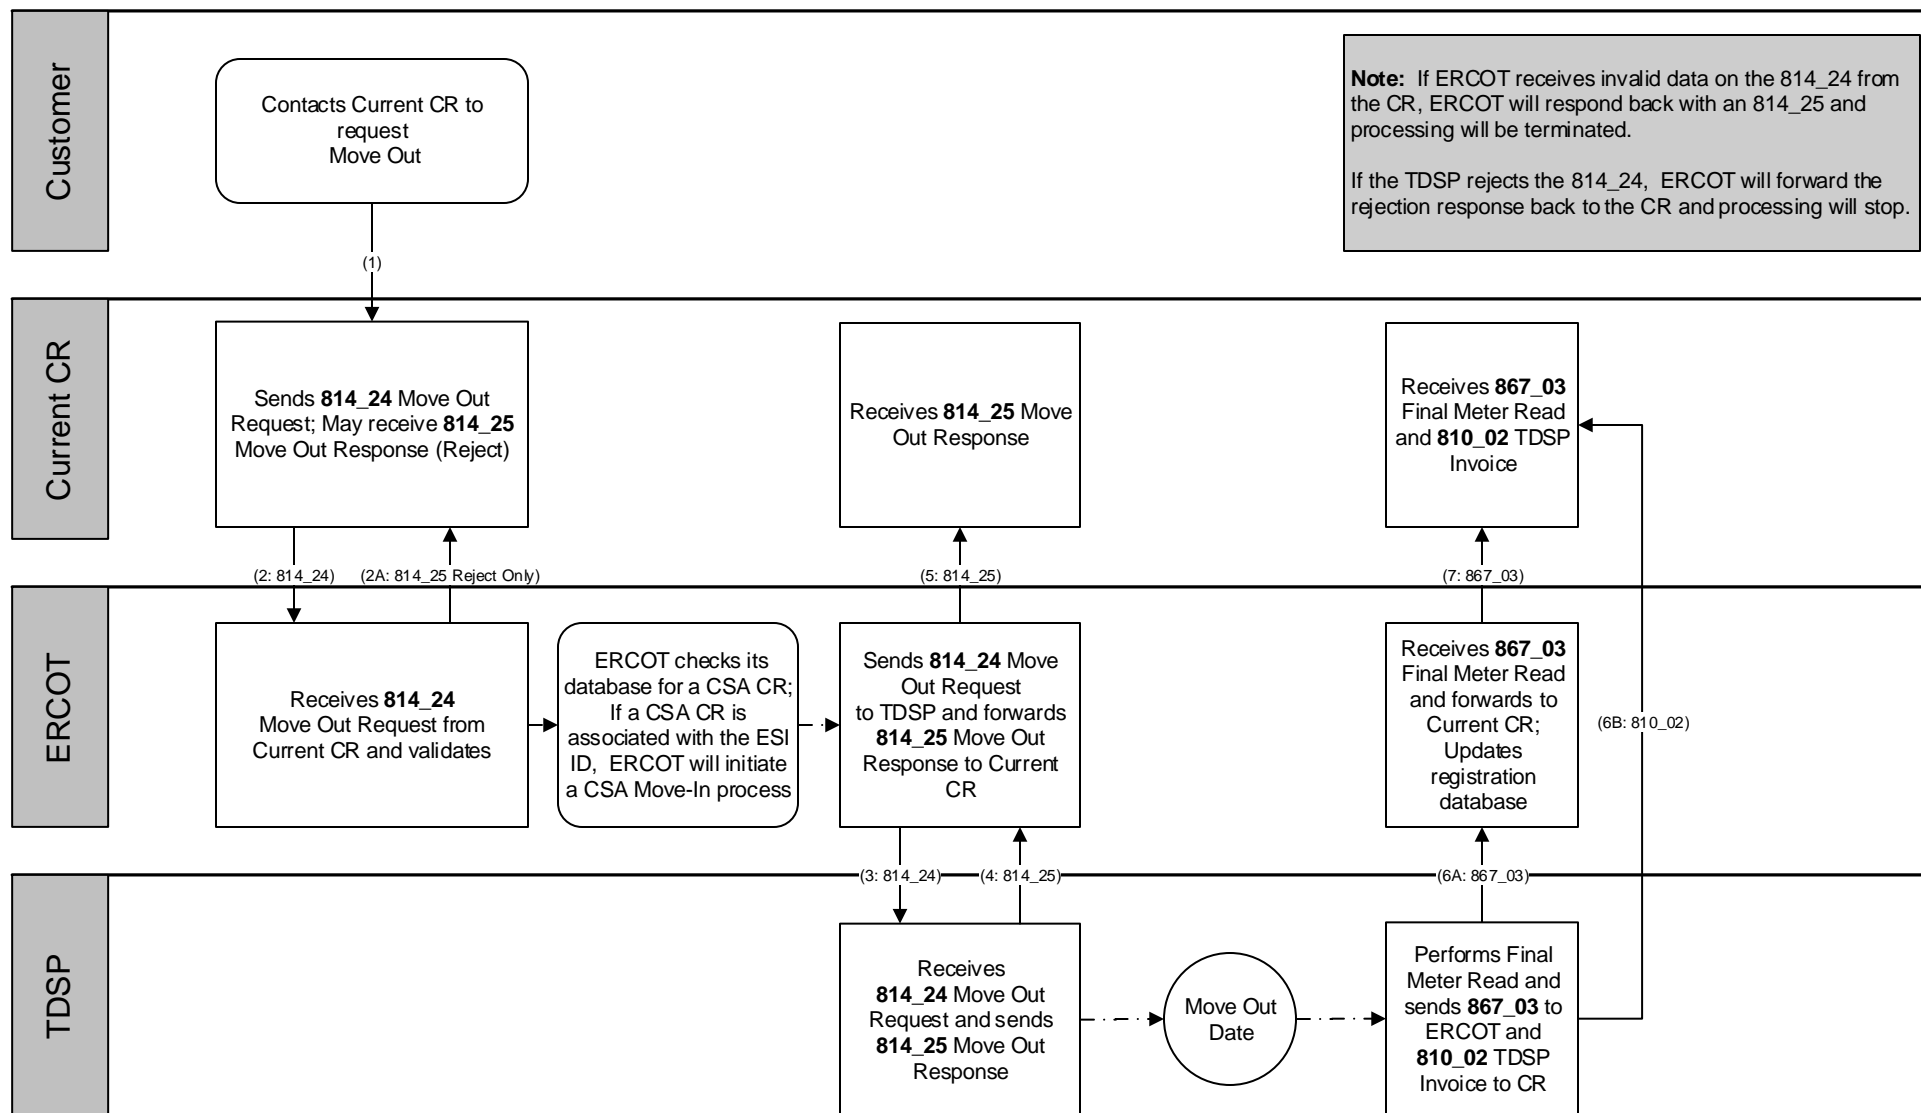 Customer
Contacts Current CR to
request
Move Out
Note: If ERCOT receives invalid data on the 814_24 from
the CR, ERCOT will respond back with an 814_25 and
processing will be terminated.
If the TDSP rejects the 814_24, ERCOT will forward the
rejection response back to the CR and processing will stop.
(1)
Current CR
Sends 814_24 Move Out
Request; May receive 814_25
Move Out Response (Reject)
Receives 814_25 Move
Out Response
Receives 867_03
Final Meter Read
and 810_02 TDSP
Invoice
(2: 814_24)
(2A: 814_25 Reject Only)
(5: 814_25)
(7: 867_03)
ERCOT
Receives 814_24
Move Out Request from
Current CR and validates
ERCOT checks its
database for a CSA CR;
If a CSA CR is
associated with the ESI
ID, ERCOT will initiate
a CSA Move-In process
Sends 814_24 Move
Out Request
to TDSP and forwards
814_25 Move Out
Response to Current
CR
Receives 867_03
Final Meter Read
and forwards to
Current CR;
Updates
registration
database
(6B: 810_02)
(3: 814_24)
(4: 814_25)
(6A: 867_03)
TDSP
Receives
814_24 Move Out
Request and sends
814_25 Move Out
Response
Move Out
Date
Performs Final
Meter Read and
sends 867_03 to
ERCOT and
810_02 TDSP
Invoice to CR